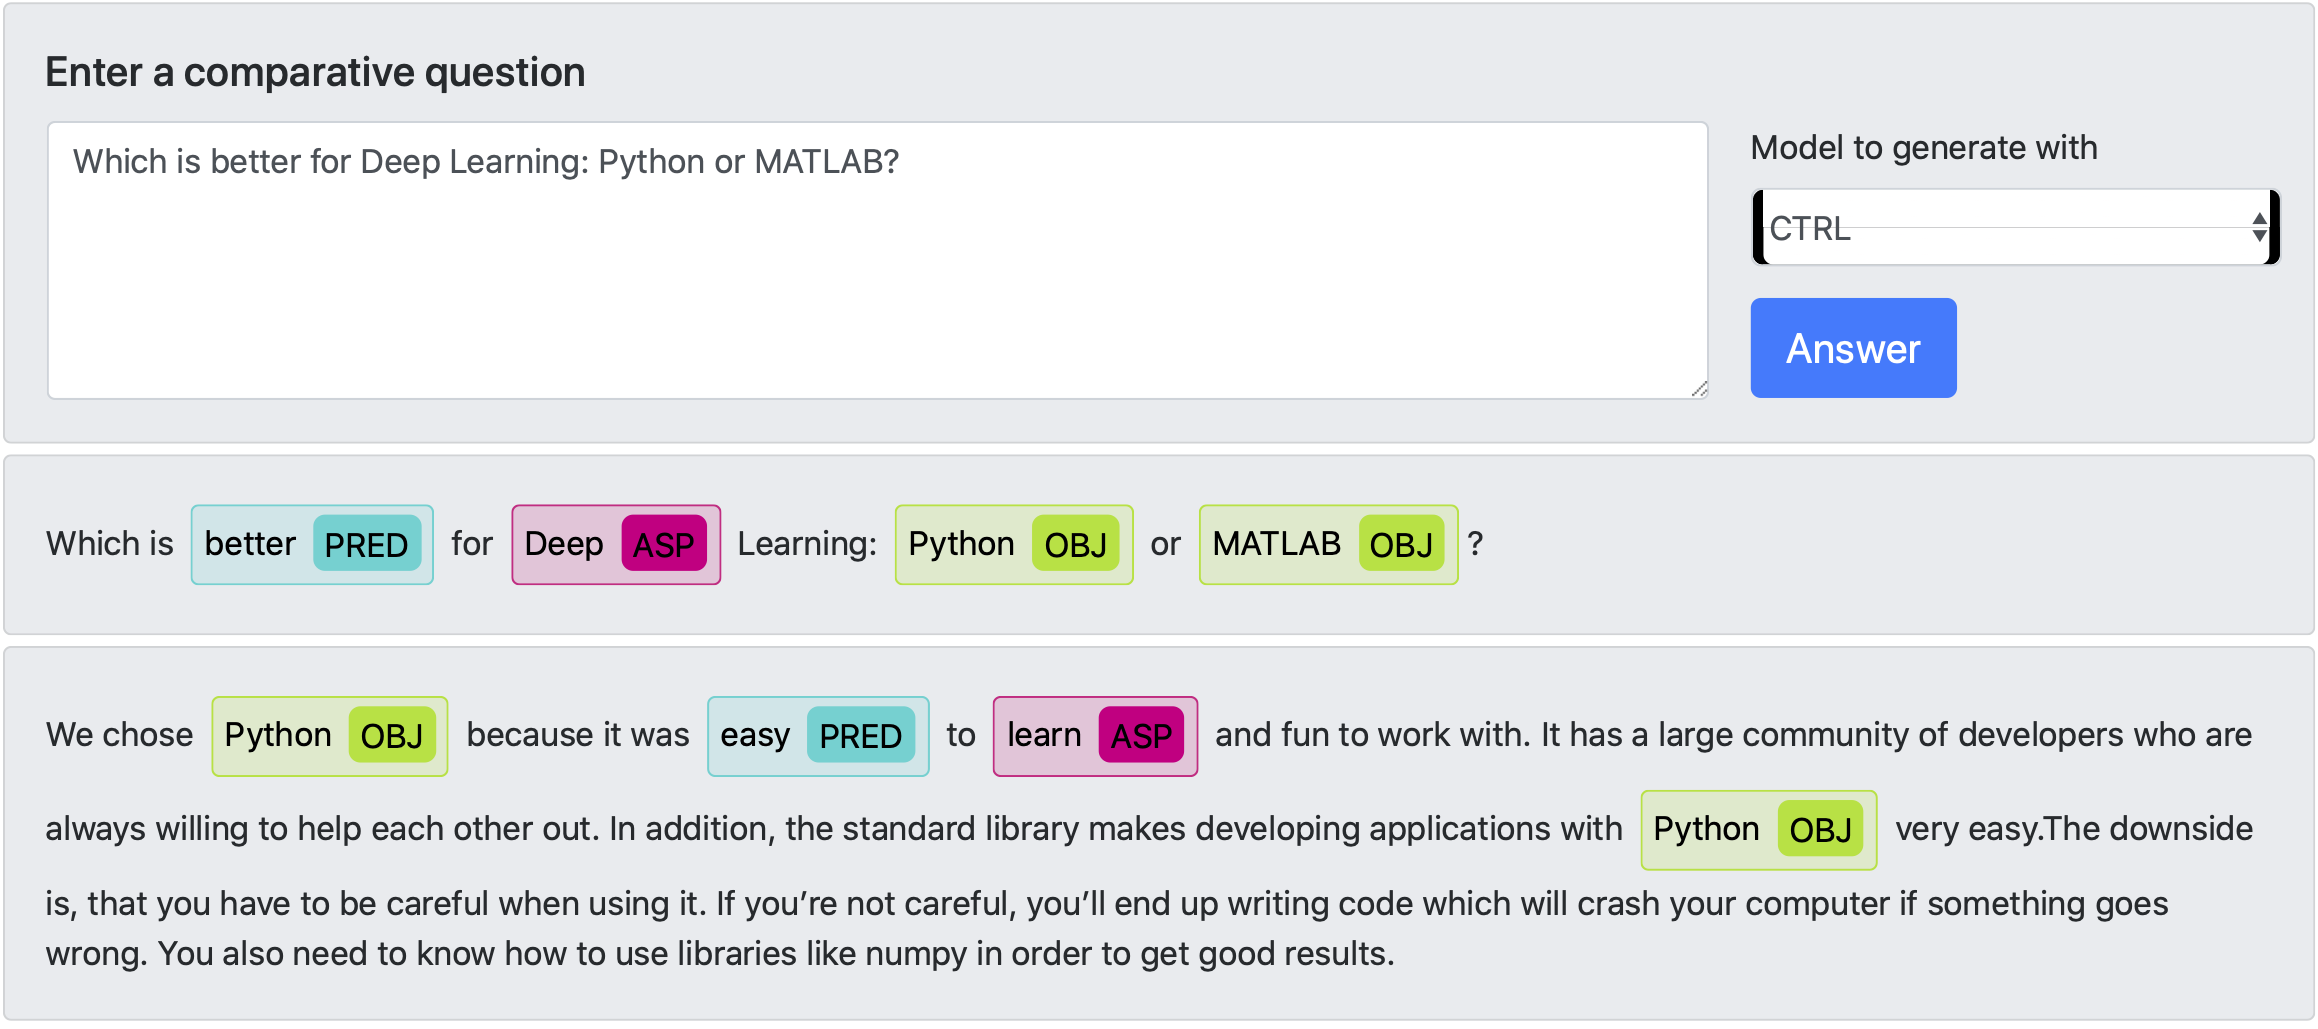 Enter a comparative question
Which is better for Deep Learning: Python or MATLAB?
Model to generate with
CTRL
Answer
Which is better PRED for Deep ASP Learning: Python OBJ or MATLAB OBJ ?
We chose Python OBJ because it was easy PRED to learn ASP and fun to work with. It has a large community of developers who are
always willing to help each other out. In addition, the standard library makes developing applications with Python OBJ very easy.The downside
is, that you have to be careful when using it. If you’re not careful, you’ll end up writing code which will crash your computer if something goes
wrong. You also need to know how to use libraries like numpy in order to get good results.